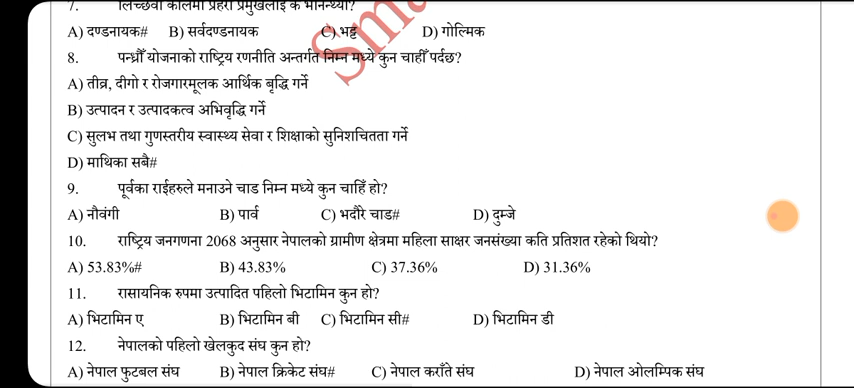 7. लिच्छवी कालमा प्रहरी प्रमुखलाई के भनिन्थ्यो?
A) दण्डनायक# B) सर्वदण्डनायक C) भट्ट D) गोल्मिक
8. पन्ध्रौँ योजनाको राष्ट्रिय रणनीति अन्तर्गत निम्न मध्ये कुन चाहीँ पर्दछ?
A) तीव्र, दीगो र रोजगारमूलक आर्थिक बृद्धि गर्ने
B) उत्पादन र उत्पादकत्व अभिवृद्धि गर्ने
C) सुलभ तथा गुणस्तरीय स्वास्थ्य सेवा र शिक्षाको सुनिशचितता गर्ने
D) माथिका सबै#
9. पूर्वका राईहरुले मनाउने चाड निम्न मध्ये कुन चाहिँ हो?
A) नौवंगी B) पार्व C) भदौरे चाड# D) दुम्जे
10. राष्ट्रिय जनगणना 2068 अनुसार नेपालको ग्रामीण क्षेत्रमा महिला साक्षर जनसंख्या कति प्रतिशत रहेको थियो?
A) 53.83%# B) 43.83% C) 37.36% D) 31.36%
11. रासायनिक रुपमा उत्पादित पहिलो भिटामिन कुन हो?
A) भिटामिन ए B) भिटामिन बी C) भिटामिन सी# D) भिटामिन डी
12. नेपालको पहिलो खेलकुद संघ कुन हो?
A) नेपाल फुटबल संघ B) नेपाल क्रिकेट संघ# C) नेपाल कराँते संघ D) नेपाल ओलम्पिक संघ